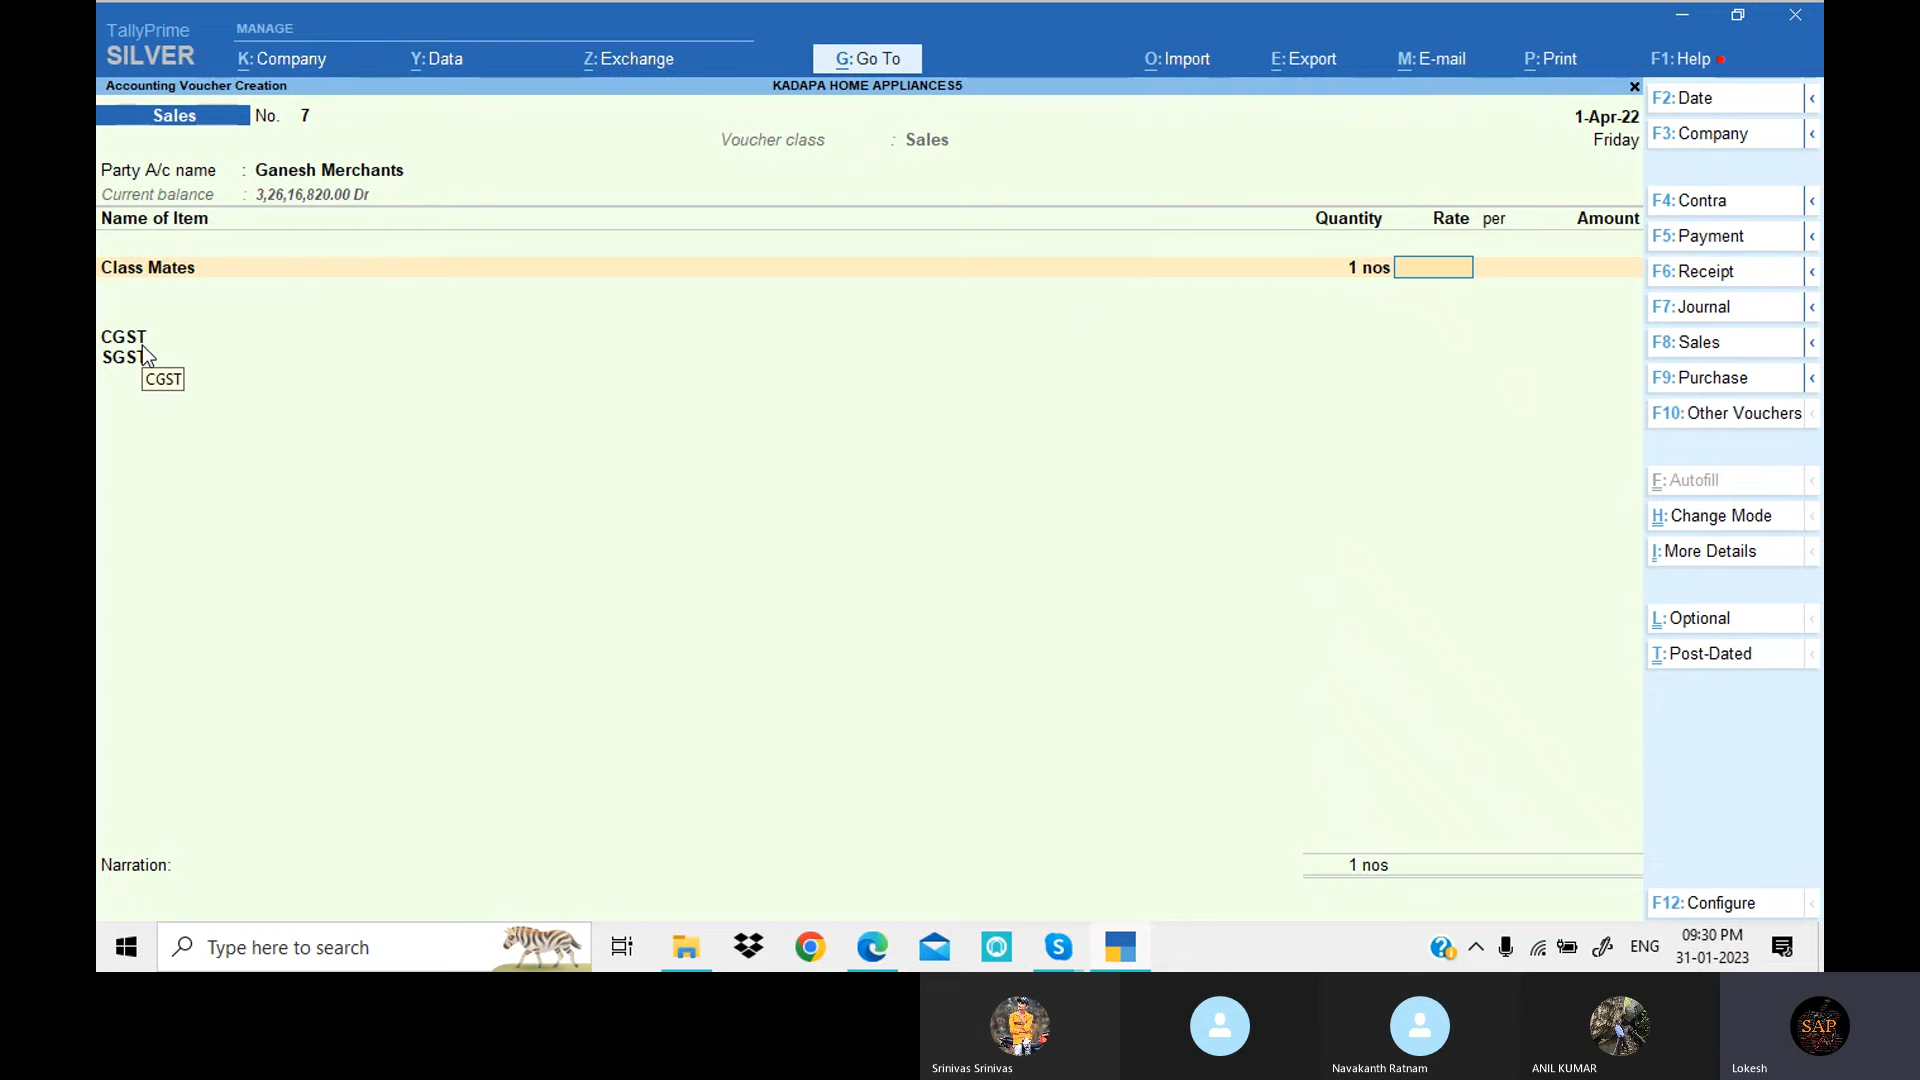 TallyPrime
SILVER
MANAGE
K: Company
Y: Data
Z: Exchange
G: Go To
O: Import
E: Export
M: E-mail
P: Print
F1: Help
Accounting Voucher Creation
KADAPA HOME APPLIANCES5
Sales No. 7
1-Apr-22
Voucher class : Sales
Friday
Party A/c name : Ganesh Merchants
Current balance : 3,26,16,820.00 Dr
Name of Item Quantity Rate per Amount
Class Mates 1 nos
CGST
SGST
CGST
Narration: 1 nos
F2: Date
F3: Company
F4: Contra
F5: Payment
F6: Receipt
F7: Journal
F8: Sales
F9: Purchase
F10: Other Vouchers
F: Autofill
H: Change Mode
I: More Details
L: Optional
T: Post-Dated
F12: Configure
Type here to search
ENG
09:30 PM
31-01-2023
SAP
Srinivas Srinivas
Navakanth Ratnam
ANIL KUMAR
Lokesh